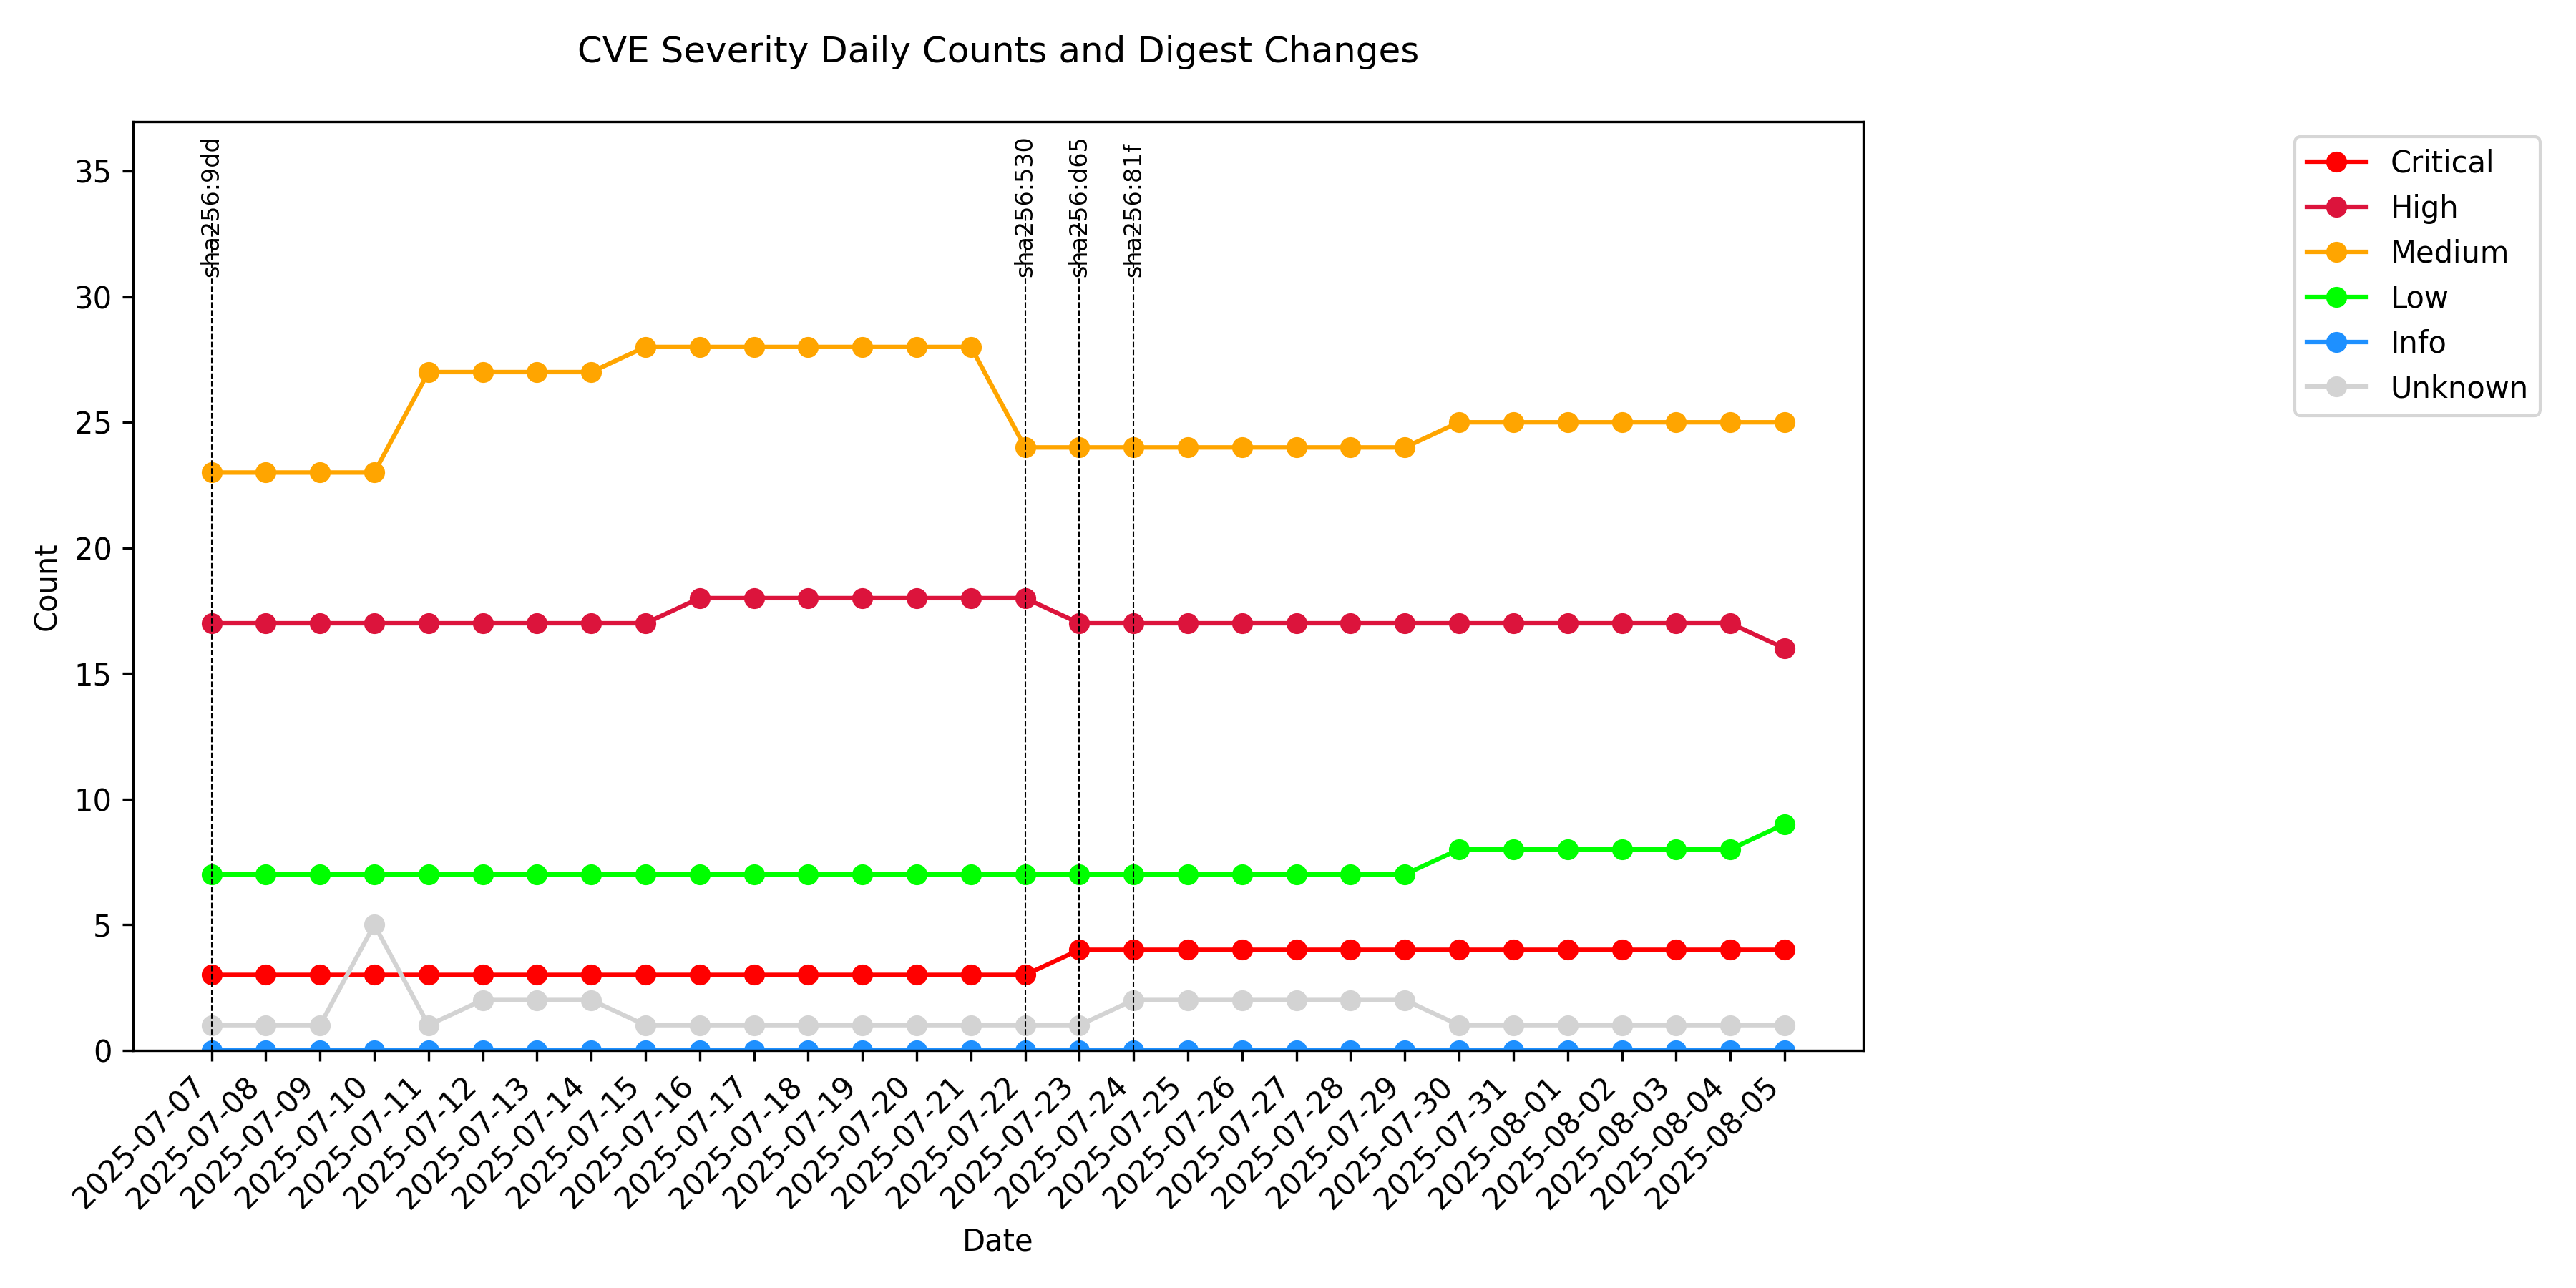 CVE Severity Daily Counts and Digest Changes
sha256:9dd
sha256:530
sha256:d65
sha256:81f
Critical
High
Medium
Low
Info
Unknown
Count
35
30
25
20
15
10
5
0
2025-07-07
2025-07-08
2025-07-09
2025-07-10
2025-07-11
2025-07-12
2025-07-13
2025-07-14
2025-07-15
2025-07-16
2025-07-17
2025-07-18
2025-07-19
2025-07-20
2025-07-21
2025-07-22
2025-07-23
2025-07-24
2025-07-25
2025-07-26
2025-07-27
2025-07-28
2025-07-29
2025-07-30
2025-07-31
2025-08-01
2025-08-02
2025-08-03
2025-08-04
2025-08-05
Date